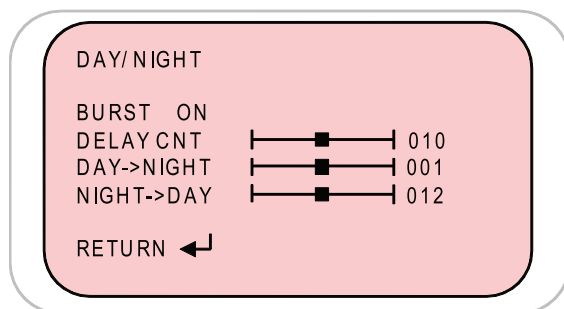 DAY/NIGHT
BURST ON
DELAY CNT 010
DAY->NIGHT 001
NIGHT->DAY 012
RETURN